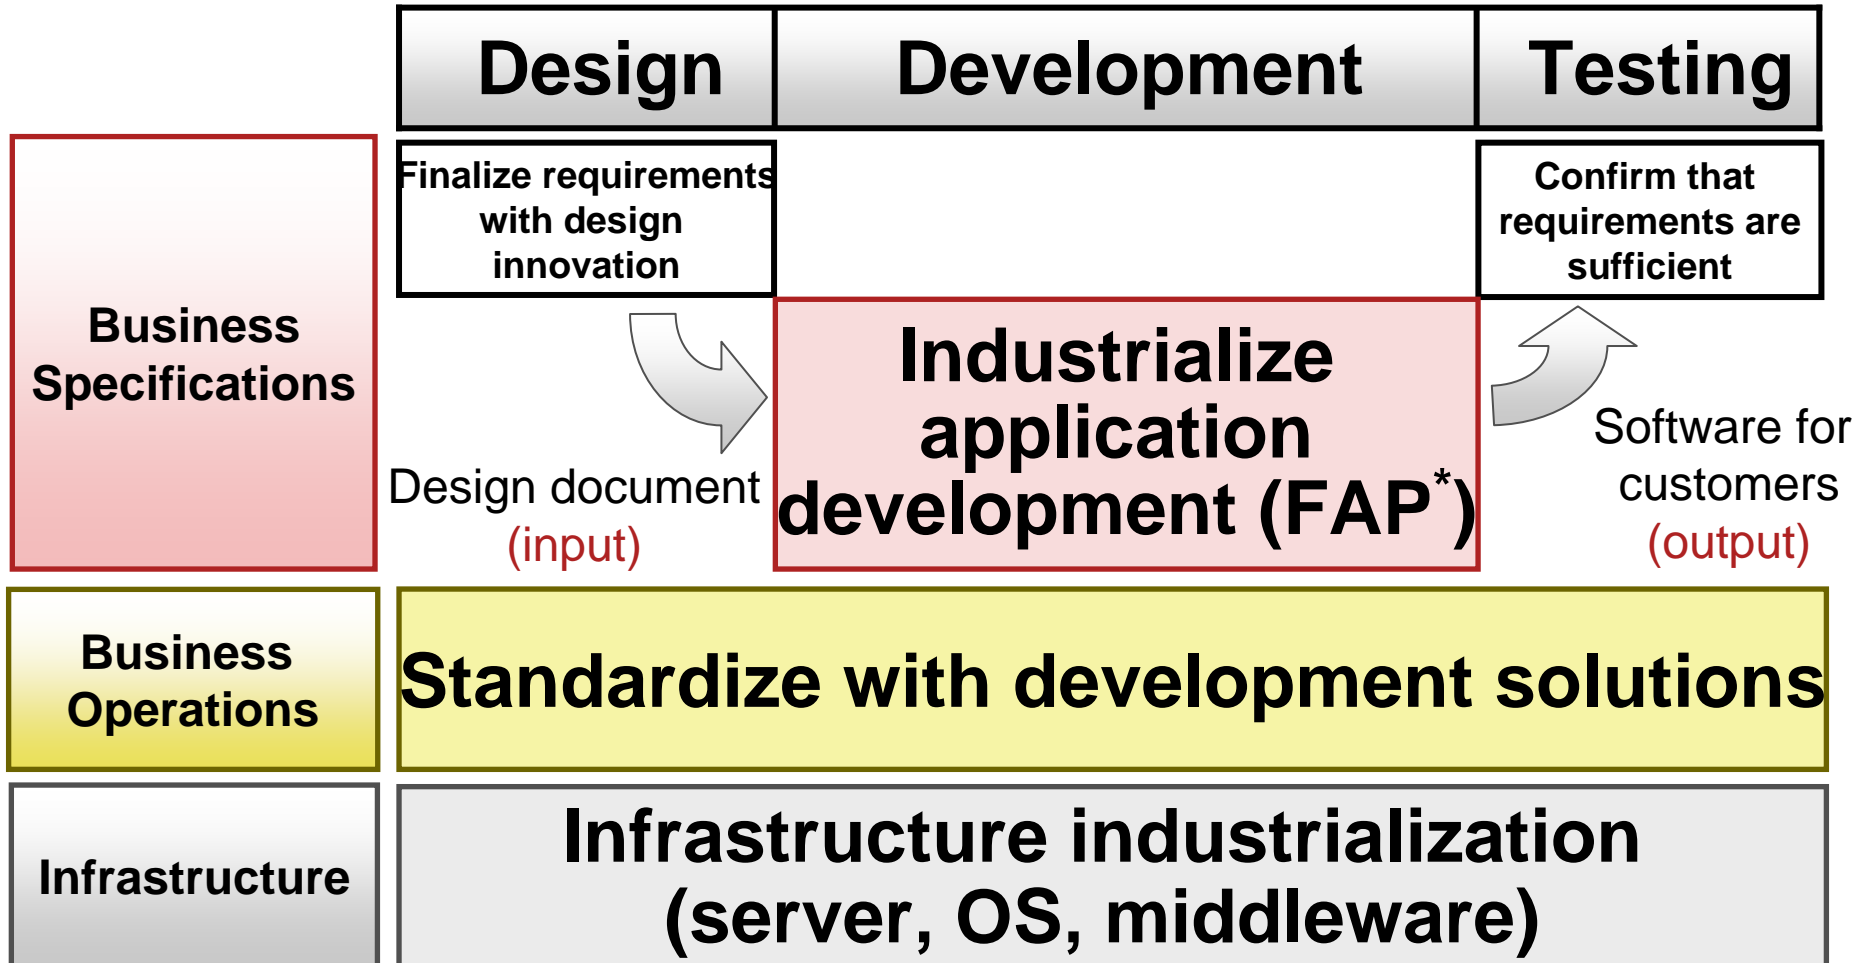 Design
Development
Testing
Business
Specifications
Finalize requirements
with design
innovation
Confirm that
requirements are
sufficient
Design document
(input)
Industrialize
application
development (FAP*)
Software for
customers
(output)
Business
Operations
Standardize with development solutions
Infrastructure
Infrastructure industrialization
(server, OS, middleware)